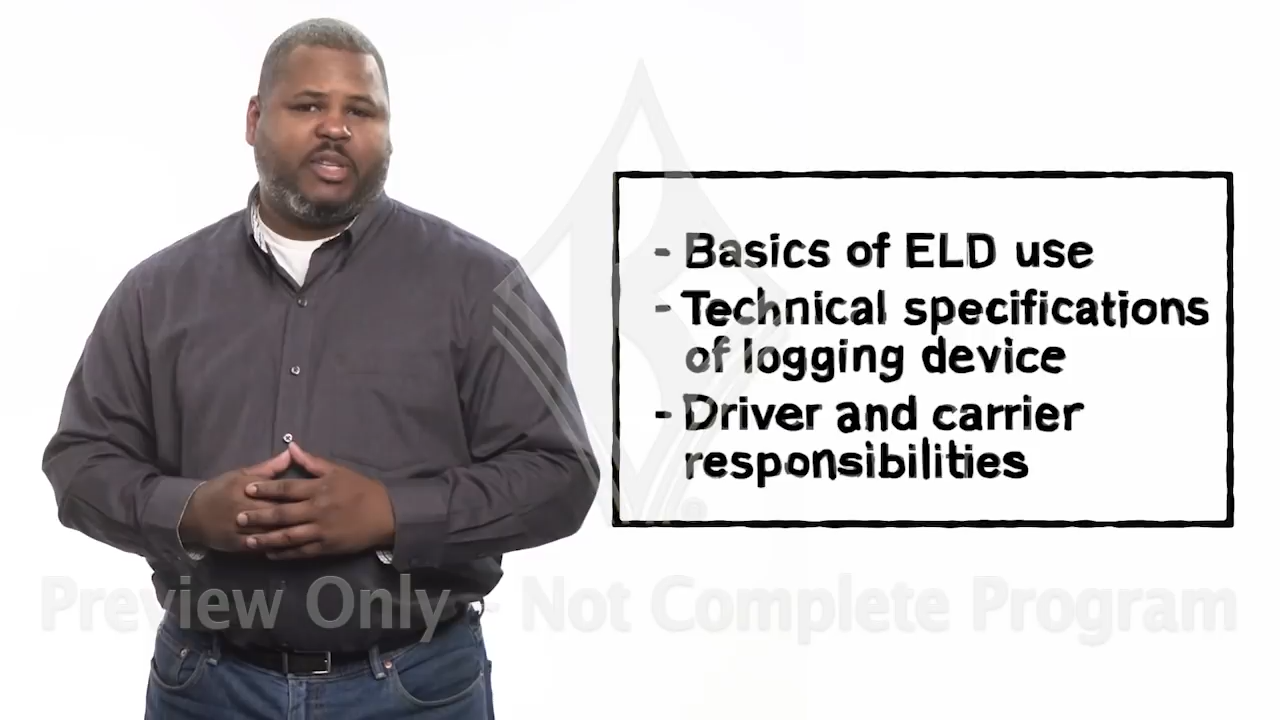 - Basics of ELD use
- Technical specifications
of logging device
- Driver and carrier
responsibilities
Preview Only - Not Complete Program